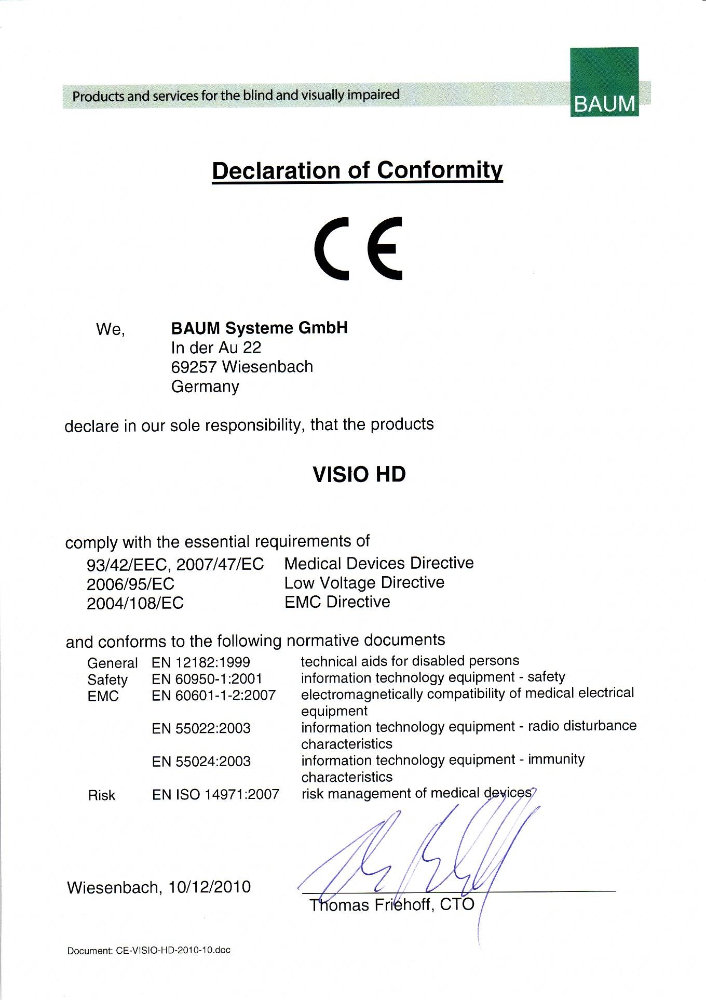 Products and services for the blind and visually impaired
BAUM
Declaration of Conformity
CE
We, BAUM Systeme GmbH
In der Au 22
69257 Wiesenbach
Germany
declare in our sole responsibility, that the products
VISIO HD
comply with the essential requirements of
93/42/EEC, 2007/47/EC Medical Devices Directive
2006/95/EC Low Voltage Directive
2004/108/EC EMC Directive
and conforms to the following normative documents
General EN 12182:1999 technical aids for disabled persons
Safety EN 60950-1:2001 information technology equipment - safety
EMC EN 60601-1-2:2007 electromagnetically compatibility of medical electrical
equipment
EN 55022:2003 information technology equipment - radio disturbance
characteristics
EN 55024:2003 information technology equipment - immunity
characteristics
Risk EN ISO 14971:2007 risk management of medical devices
Wiesenbach, 10/12/2010
Thomas Friehoff, CTO
Document: CE-VISIO-HD-2010-10.doc